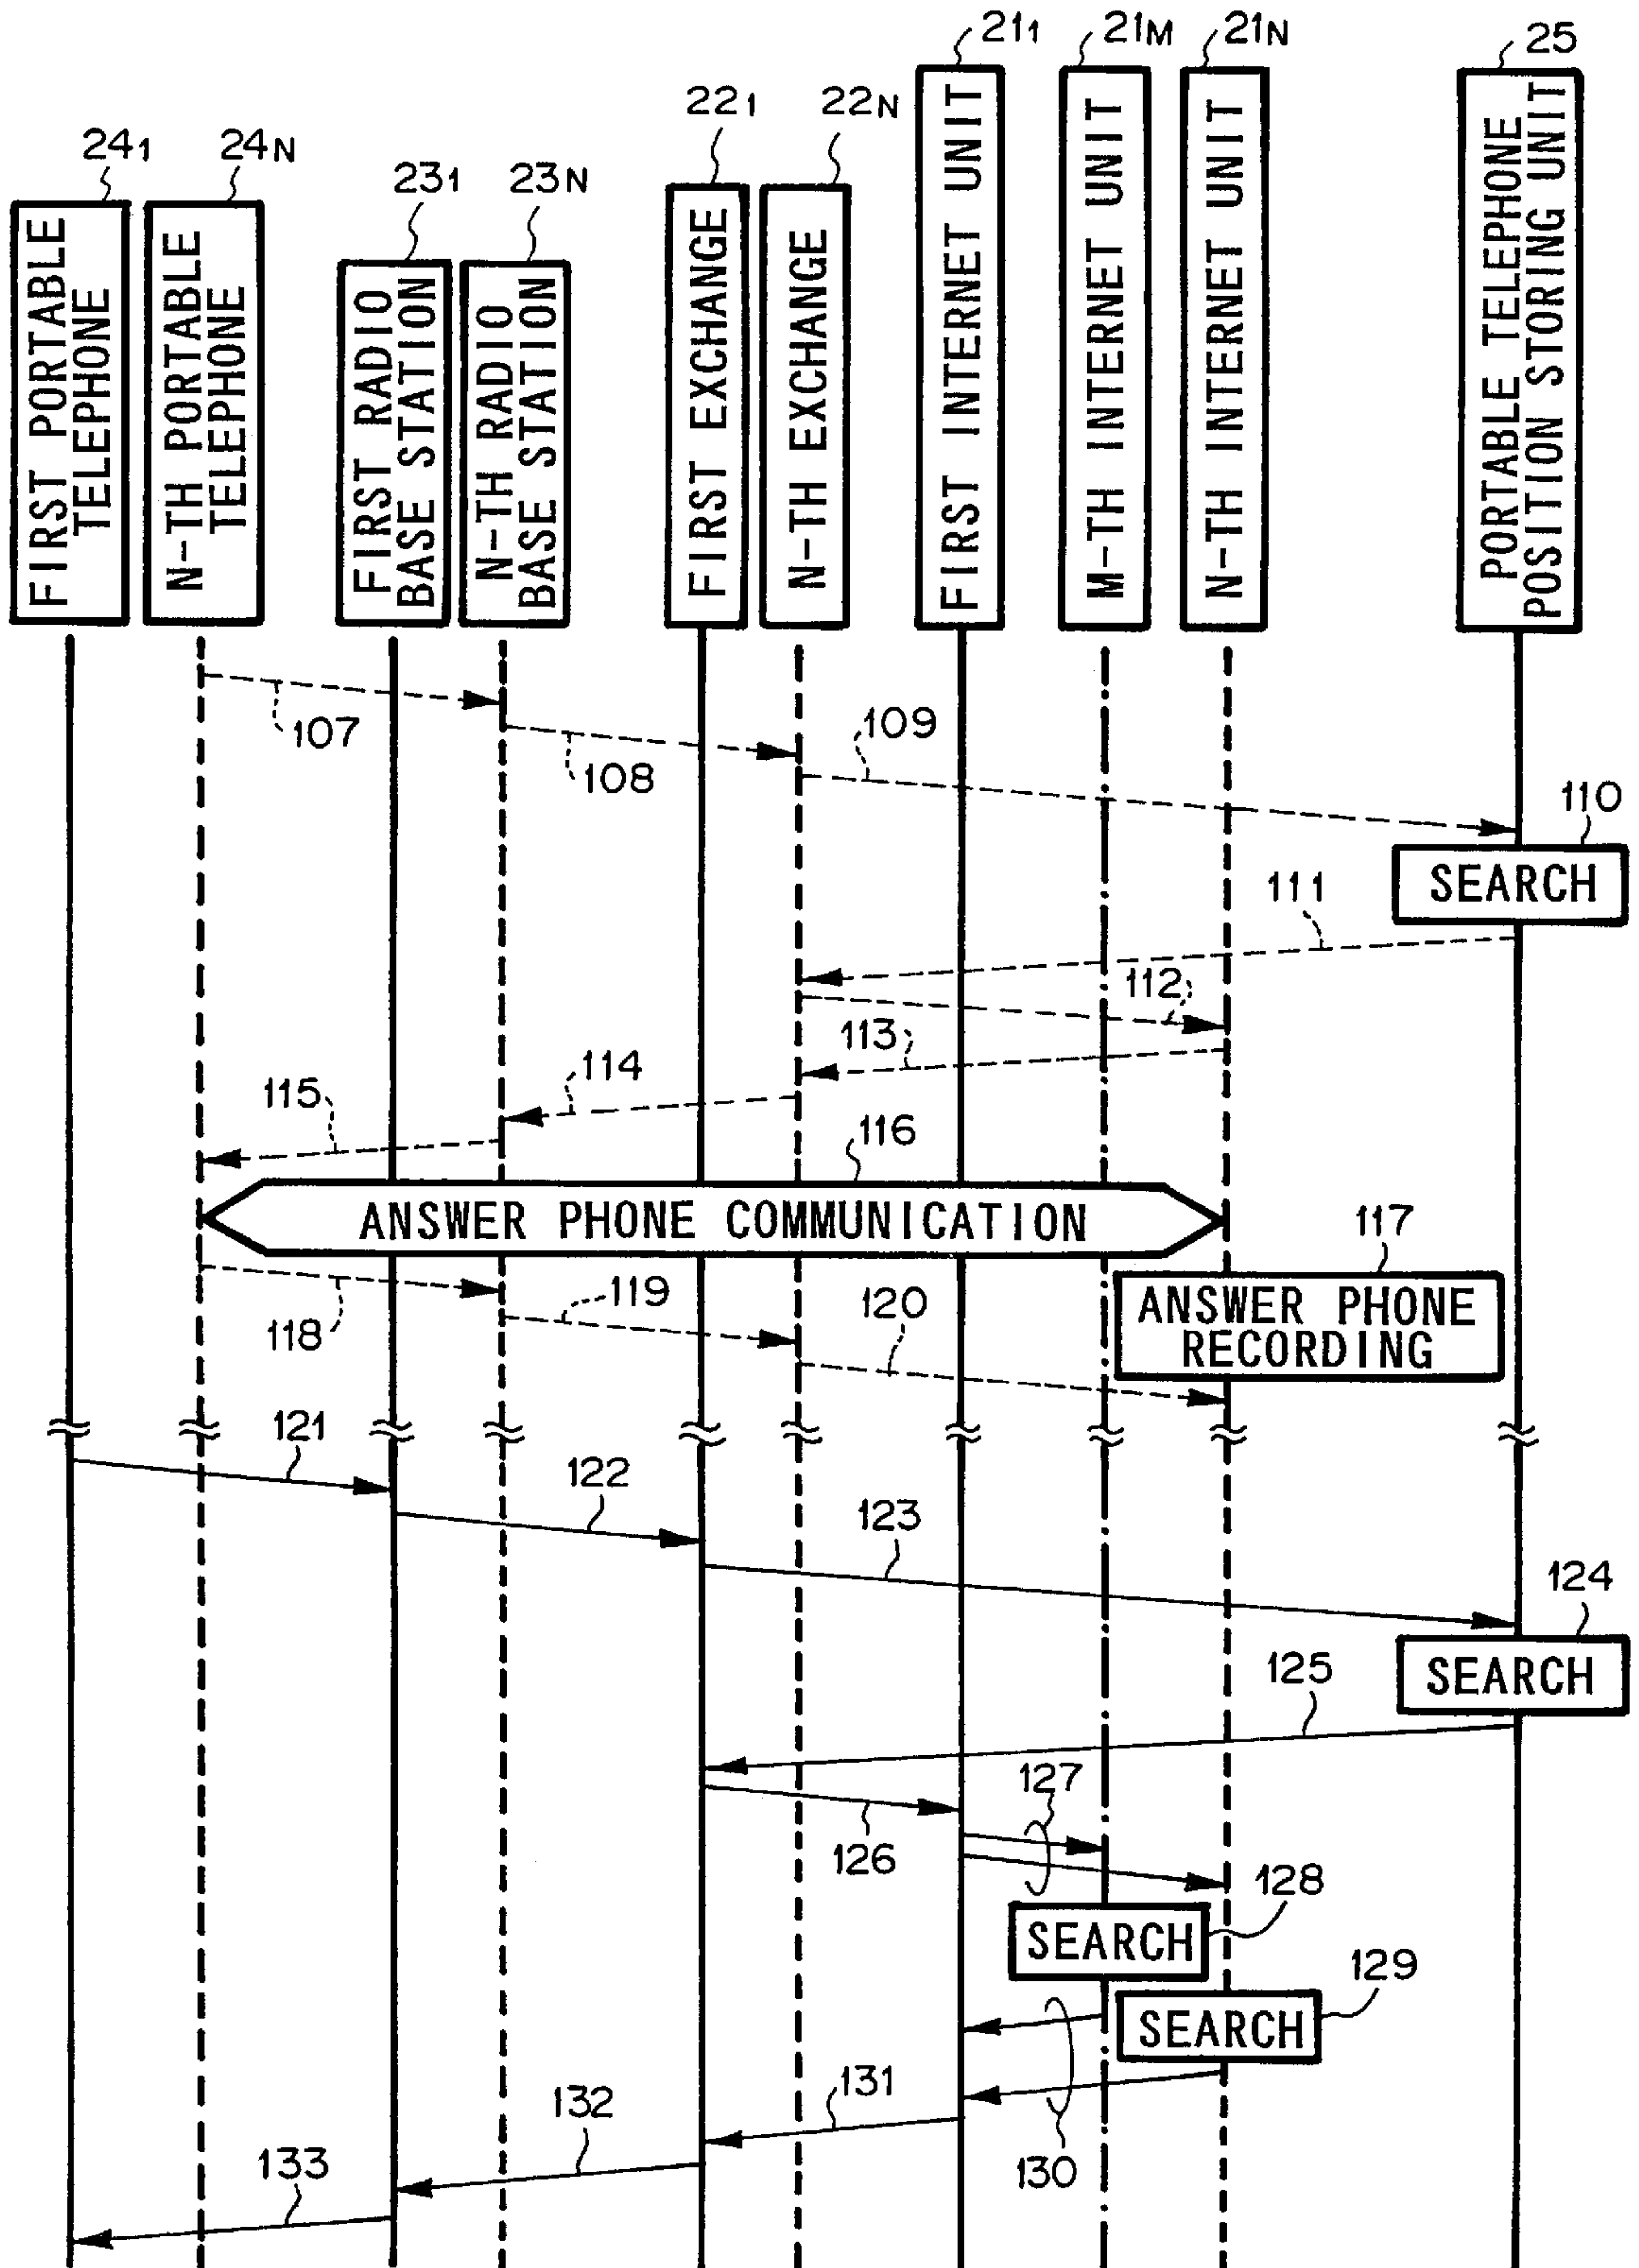 21₁
21M
21N
25
22₁
22N
24₁
24N
23₁
23N
FIRST PORTABLE
TELEPHONE
N-TH PORTABLE
TELEPHONE
FIRST RADIO
BASE STATION
N-TH RADIO
BASE STATION
FIRST EXCHANGE
N-TH EXCHANGE
FIRST INTERNET UNIT
M-TH INTERNET UNIT
N-TH INTERNET UNIT
PORTABLE TELEPHONE
POSITION STORING UNIT
107
108
109
110
SEARCH
111
112
113
114
115
116
ANSWER PHONE COMMUNICATION
117
ANSWER PHONE
RECORDING
118
119
120
121
122
123
124
SEARCH
125
126
127
128
SEARCH
129
SEARCH
130
131
132
133